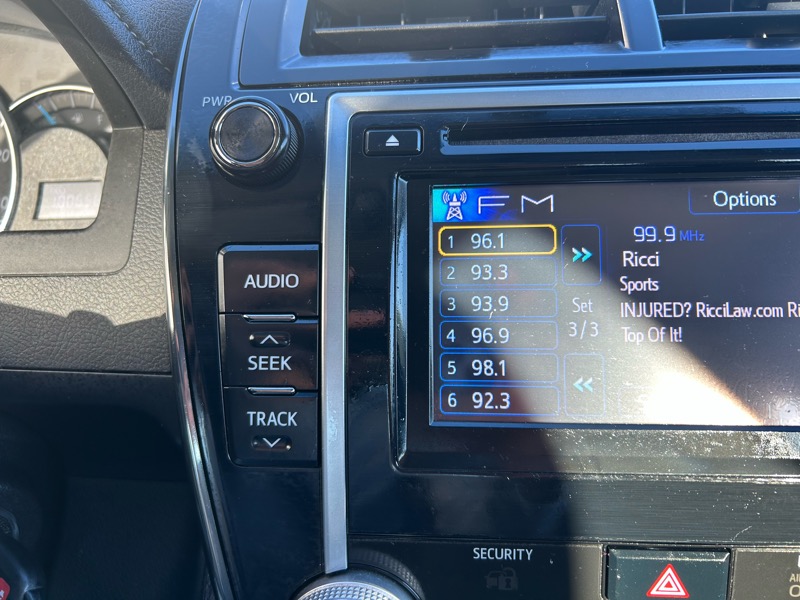 PWR VOL
FM
Options
1 96.1
2 93.3
3 93.9
4 96.9
5 98.1
6 92.3
Set
3/3
99.9 MHz
Ricci
Sports
INJURED? RicciLaw.com Ri
Top Of It!
AUDIO
SEEK
TRACK
SECURITY